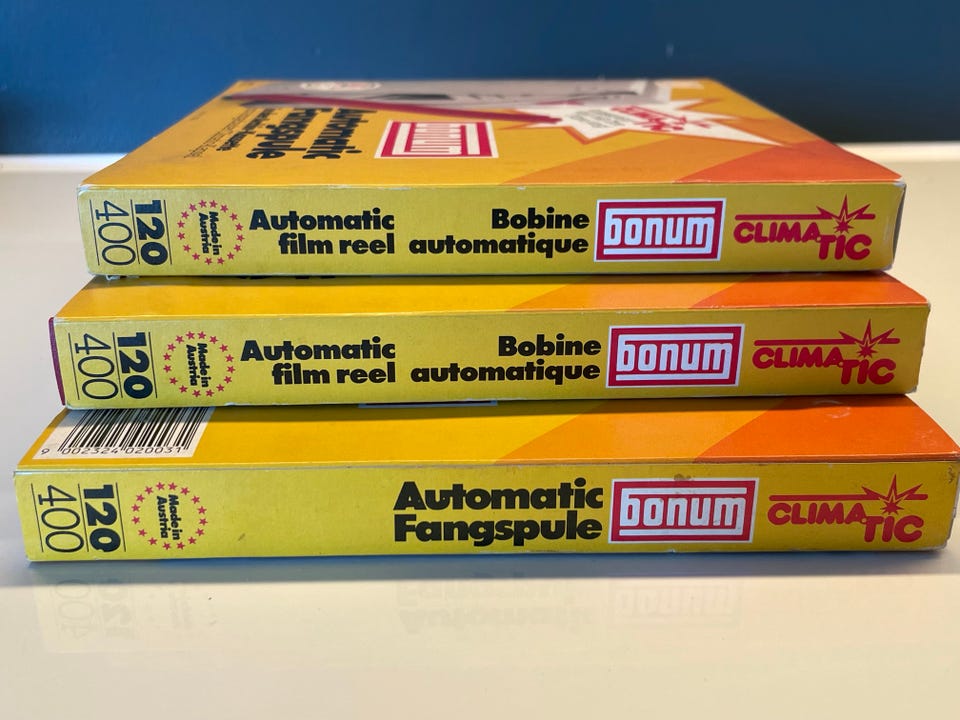 Automatic
Fangspule
bonum
CLIMATIC
120
400
Made in
Austria
Automatic
film reel
Bobine
automatique
bonum
CLIMATIC
120
400
Made in
Austria
Automatic
film reel
Bobine
automatique
bonum
CLIMATIC
9 002324 020031
120
400
Made in
Austria
Automatic
Fangspule
bonum
CLIMATIC